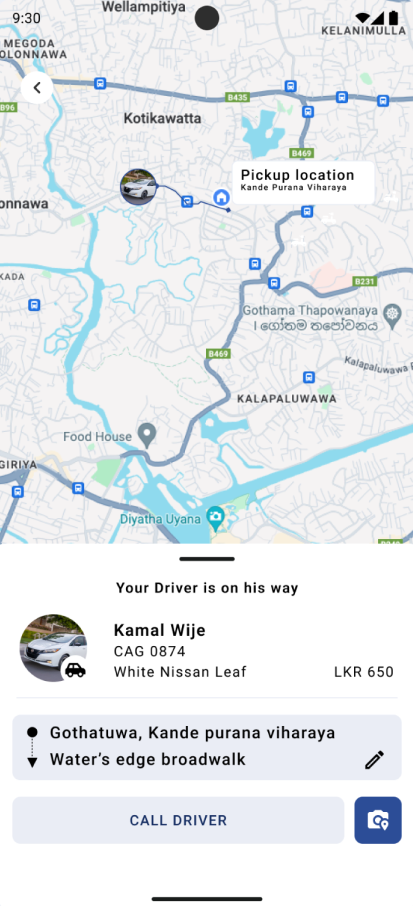 9:30
Wellampitiya
KELANIMULLA
MEGODA
OLONNAWA
B435
B96
Kotikawatta
B469
Pickup location
Kande Purana Viharaya
onnawa
KADA
B231
Gothama Thapowanaya
| ගෝතම තපෝවනය
B469
Kalapaluwawa
KALAPALUWAWA
Food House
GIRIYA
Diyatha Uyana
Your Driver is on his way
Kamal Wije
CAG 0874
White Nissan Leaf
LKR 650
Gothatuwa, Kande purana viharaya
Water's edge broadwalk
CALL DRIVER